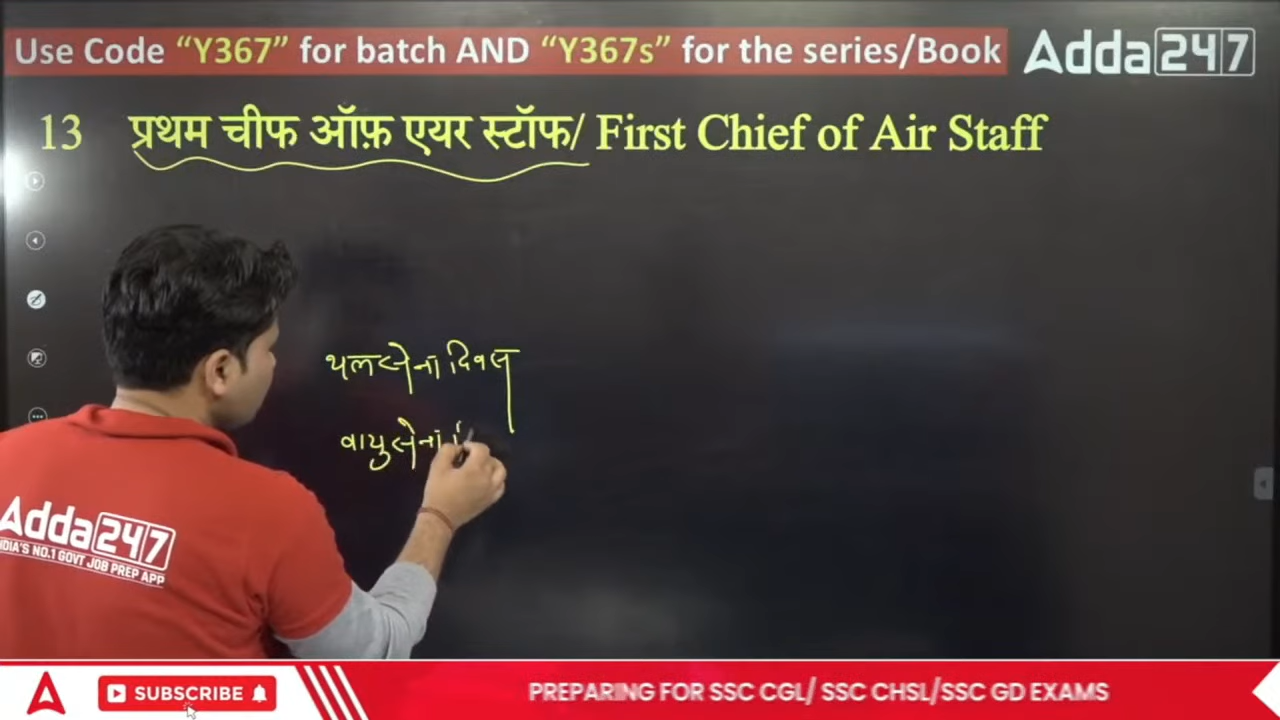 Use Code “Y367” for batch AND “Y367s” for the series/Book
Adda247
13 प्रथम चीफ ऑफ़ एयर स्टॉफ/ First Chief of Air Staff
थलसेना दिवस
वायुसेना
Adda247
INDIA'S NO.1 GOVT JOB PREP APP
SUBSCRIBE
PREPARING FOR SSC CGL/ SSC CHSL/SSC GD EXAMS